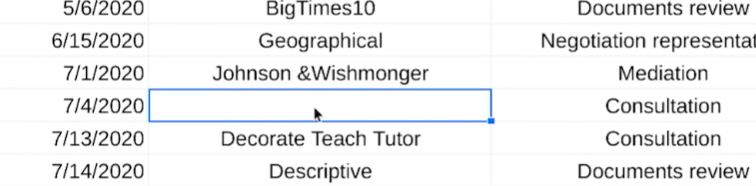 5/6/2020 BigTimes10 Documents review
6/15/2020 Geographical Negotiation
7/1/2020 Johnson &Wishmonger Mediation
7/4/2020 Consultation
7/13/2020 Decorate Teach Tutor Consultation
7/14/2020 Descriptive Documents review